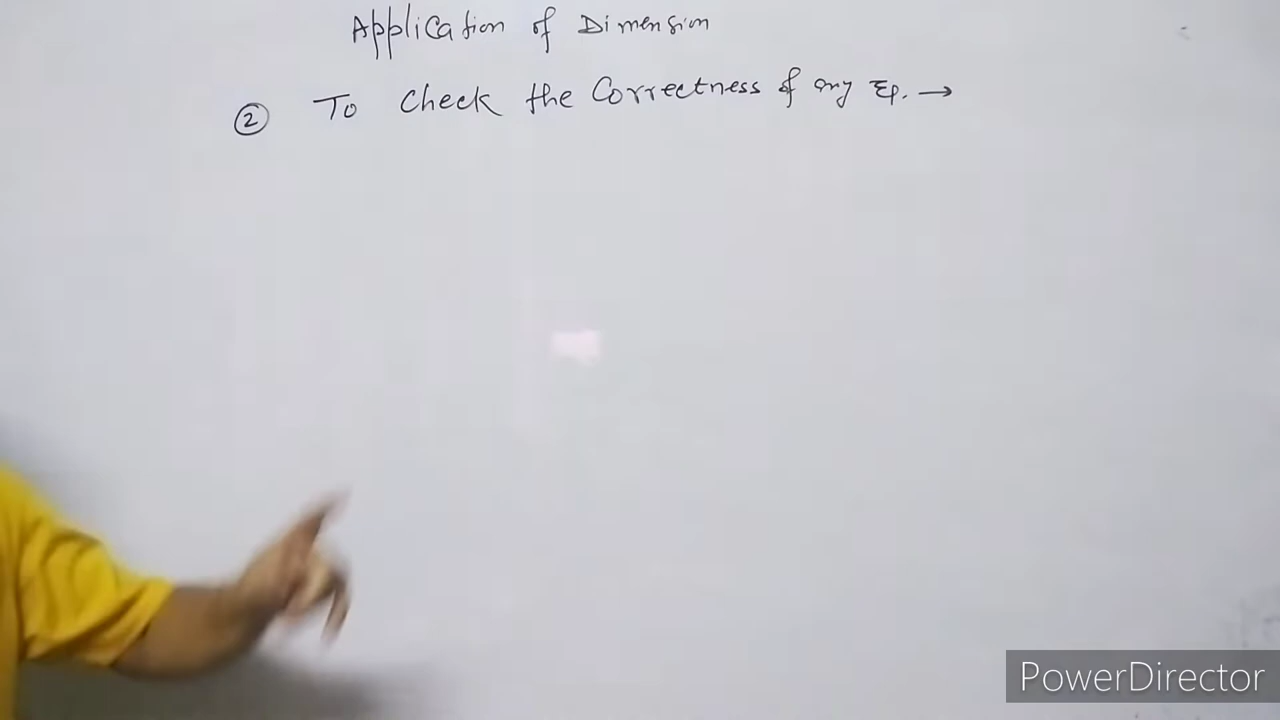 Application of Dimension
② To Check the Correctness of any Eq. →
PowerDirector